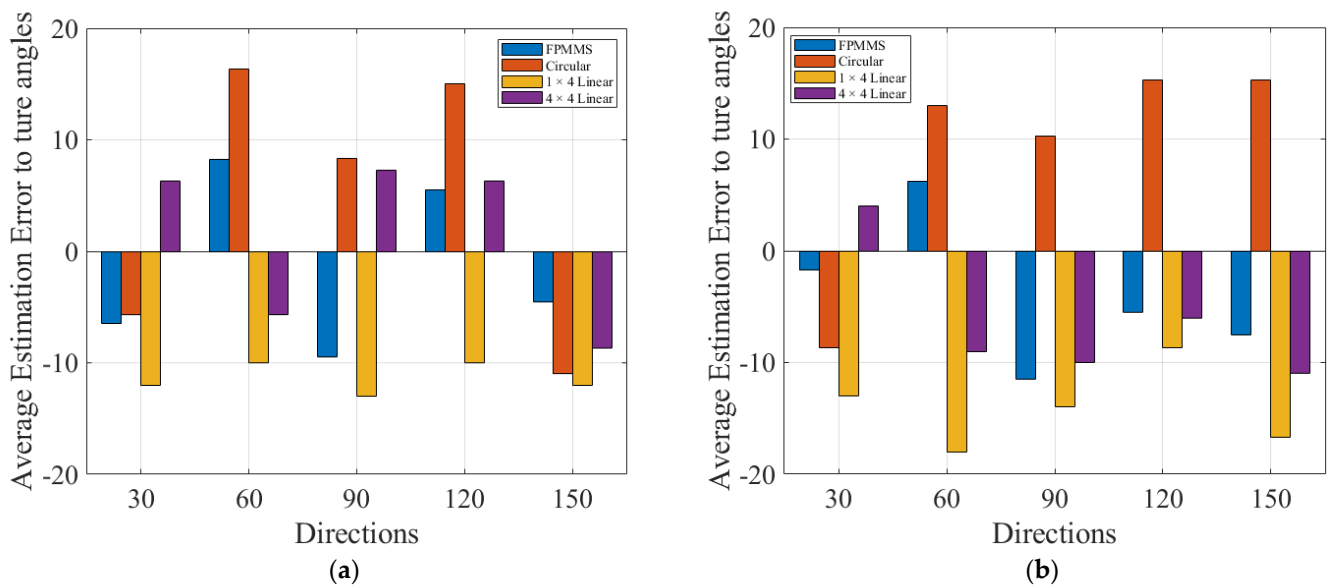 Average Estimation Error to ture angles
20
10
0
-10
-20
FPMMS
Circular
1 × 4 Linear
4 × 4 Linear
30 60 90 120 150
Directions
(a)
Average Estimation Error to ture angles
20
10
0
-10
-20
FPMMS
Circular
1 × 4 Linear
4 × 4 Linear
30 60 90 120 150
Directions
(b)